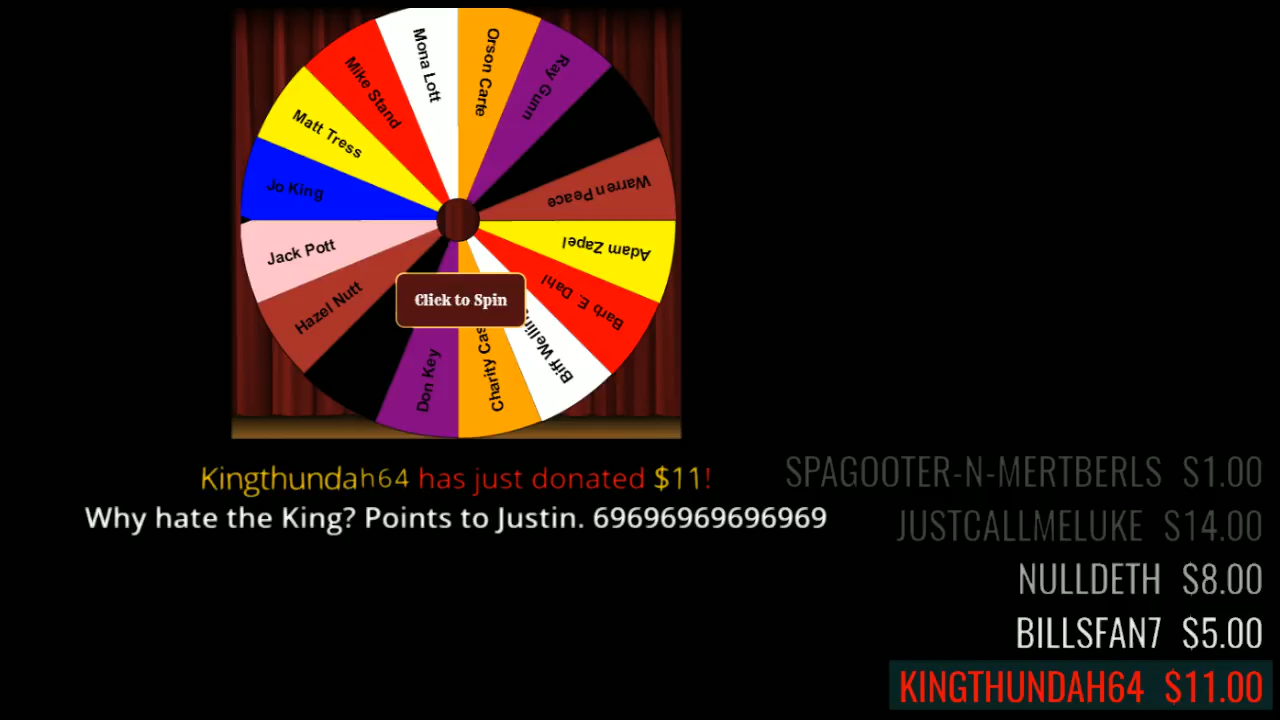 Mona Lott
Orson Carte
Mike Stand
Ray Gunn
Matt Tress
Warren Peace
Jo King
Adam Zapel
Jack Pott
Barb E. Dahl
Hazel Nutt
Click to Spin
Biff
Charity
Don Key
Kingthundah64 has just donated $11!
Why hate the King? Points to Justin. 69696969696969
SPAGOOTER-N-MERTBERLS $1.00
JUSTCALLMELUKE $14.00
NULLDETH $8.00
BILLSFAN7 $5.00
KINGTHUNDAH64 $11.00